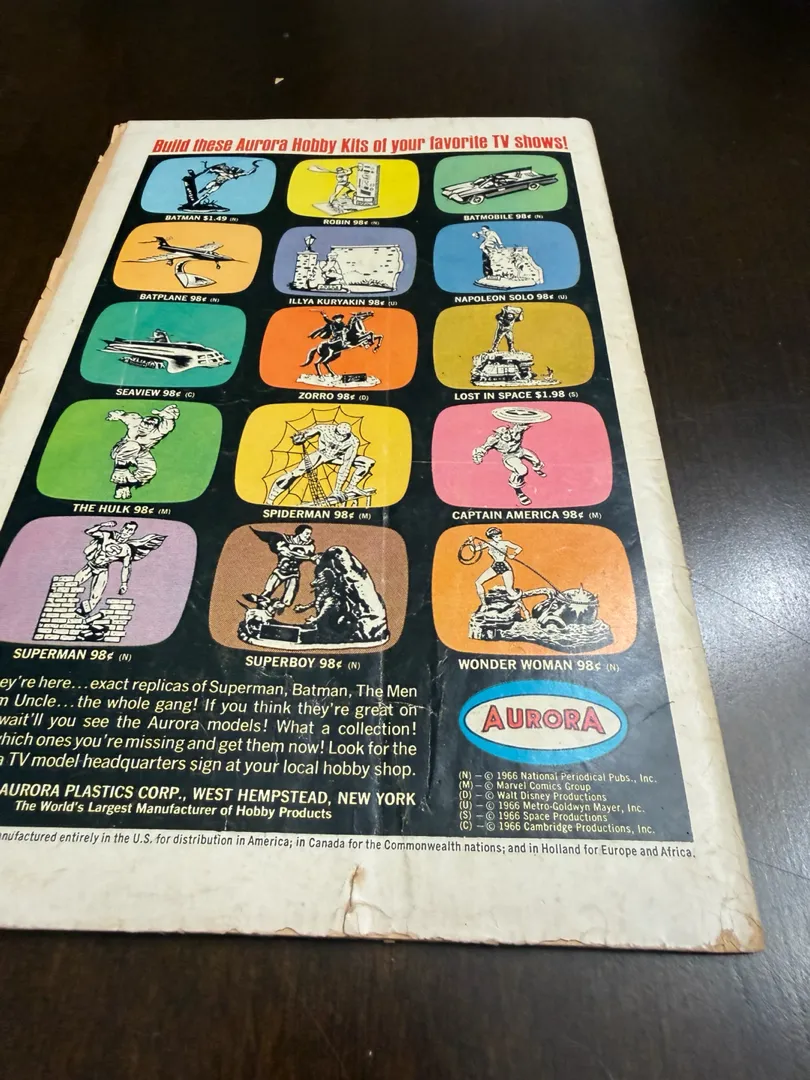 Build these Aurora Hobby Kits of your favorite TV shows!
BATMAN $1.49 (N)
ROBIN 98¢ (N)
BATMOBILE 98¢ (N)
BATPLANE 98¢ (N)
ILLYA KURYAKIN 98¢ (U)
NAPOLEON SOLO 98¢ (U)
SEAVIEW 98¢ (C)
ZORRO 98¢ (D)
LOST IN SPACE $1.98 (S)
THE HULK 98¢ (M)
SPIDERMAN 98¢ (M)
CAPTAIN AMERICA 98¢ (M)
SUPERMAN 98¢ (N)
SUPERBOY 98¢ (N)
WONDER WOMAN 98¢ (N)
ey're here...exact replicas of Superman, Batman, The Men
m Uncle...the whole gang! If you think they're great on
wait'll you see the Aurora models! What a collection!
hich ones you're missing and get them now! Look for the
a TV model headquarters sign at your local hobby shop.
AURORA PLASTICS CORP., WEST HEMPSTEAD, NEW YORK
The World's Largest Manufacturer of Hobby Products
AURORA
(N) – © 1966 National Periodical Pubs., Inc.
(M) – © Marvel Comics Group
(D) – © Walt Disney Productions
(U) – © 1966 Metro-Goldwyn Mayer, Inc.
(S) – © 1966 Space Productions
(C) – © 1966 Cambridge Productions, Inc.
nufactured entirely in the U.S. for distribution in America; in Canada for the Commonwealth nations; and in Holland for Europe and Africa.